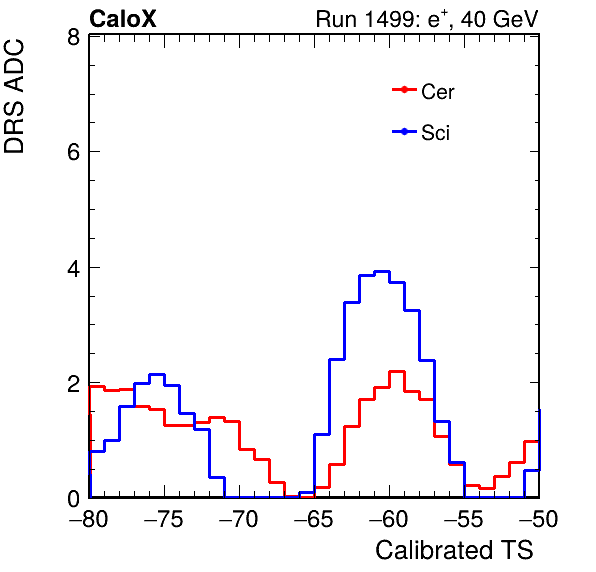 CaloX Run 1499: e⁺, 40 GeV
DRS ADC
8
6
4
2
0
Cer
Sci
−80 −75 −70 −65 −60 −55 −50
Calibrated TS